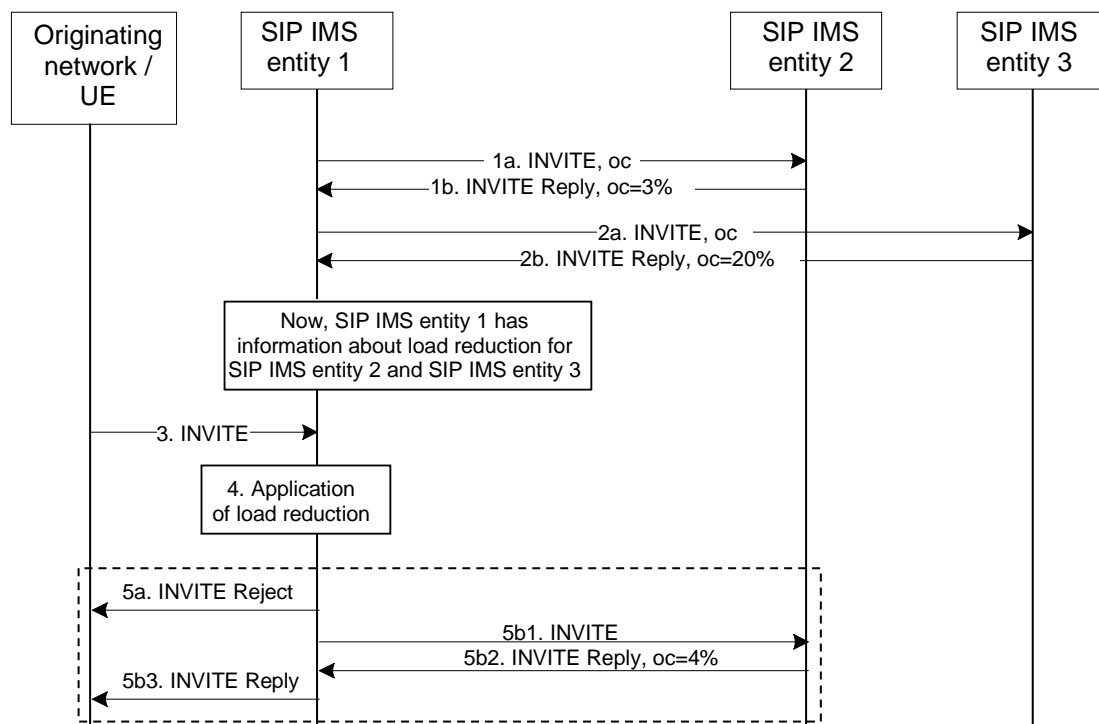 Originating
network /
UE
SIP IMS
entity 1
SIP IMS
entity 2
SIP IMS
entity 3
1a. INVITE, oc
1b. INVITE Reply, oc=3%
2a. INVITE, oc
2b. INVITE Reply, oc=20%
Now, SIP IMS entity 1 has
information about load reduction for
SIP IMS entity 2 and SIP IMS entity 3
3. INVITE
4. Application
of load reduction
5a. INVITE Reject
5b1. INVITE
5b2. INVITE Reply, oc=4%
5b3. INVITE Reply